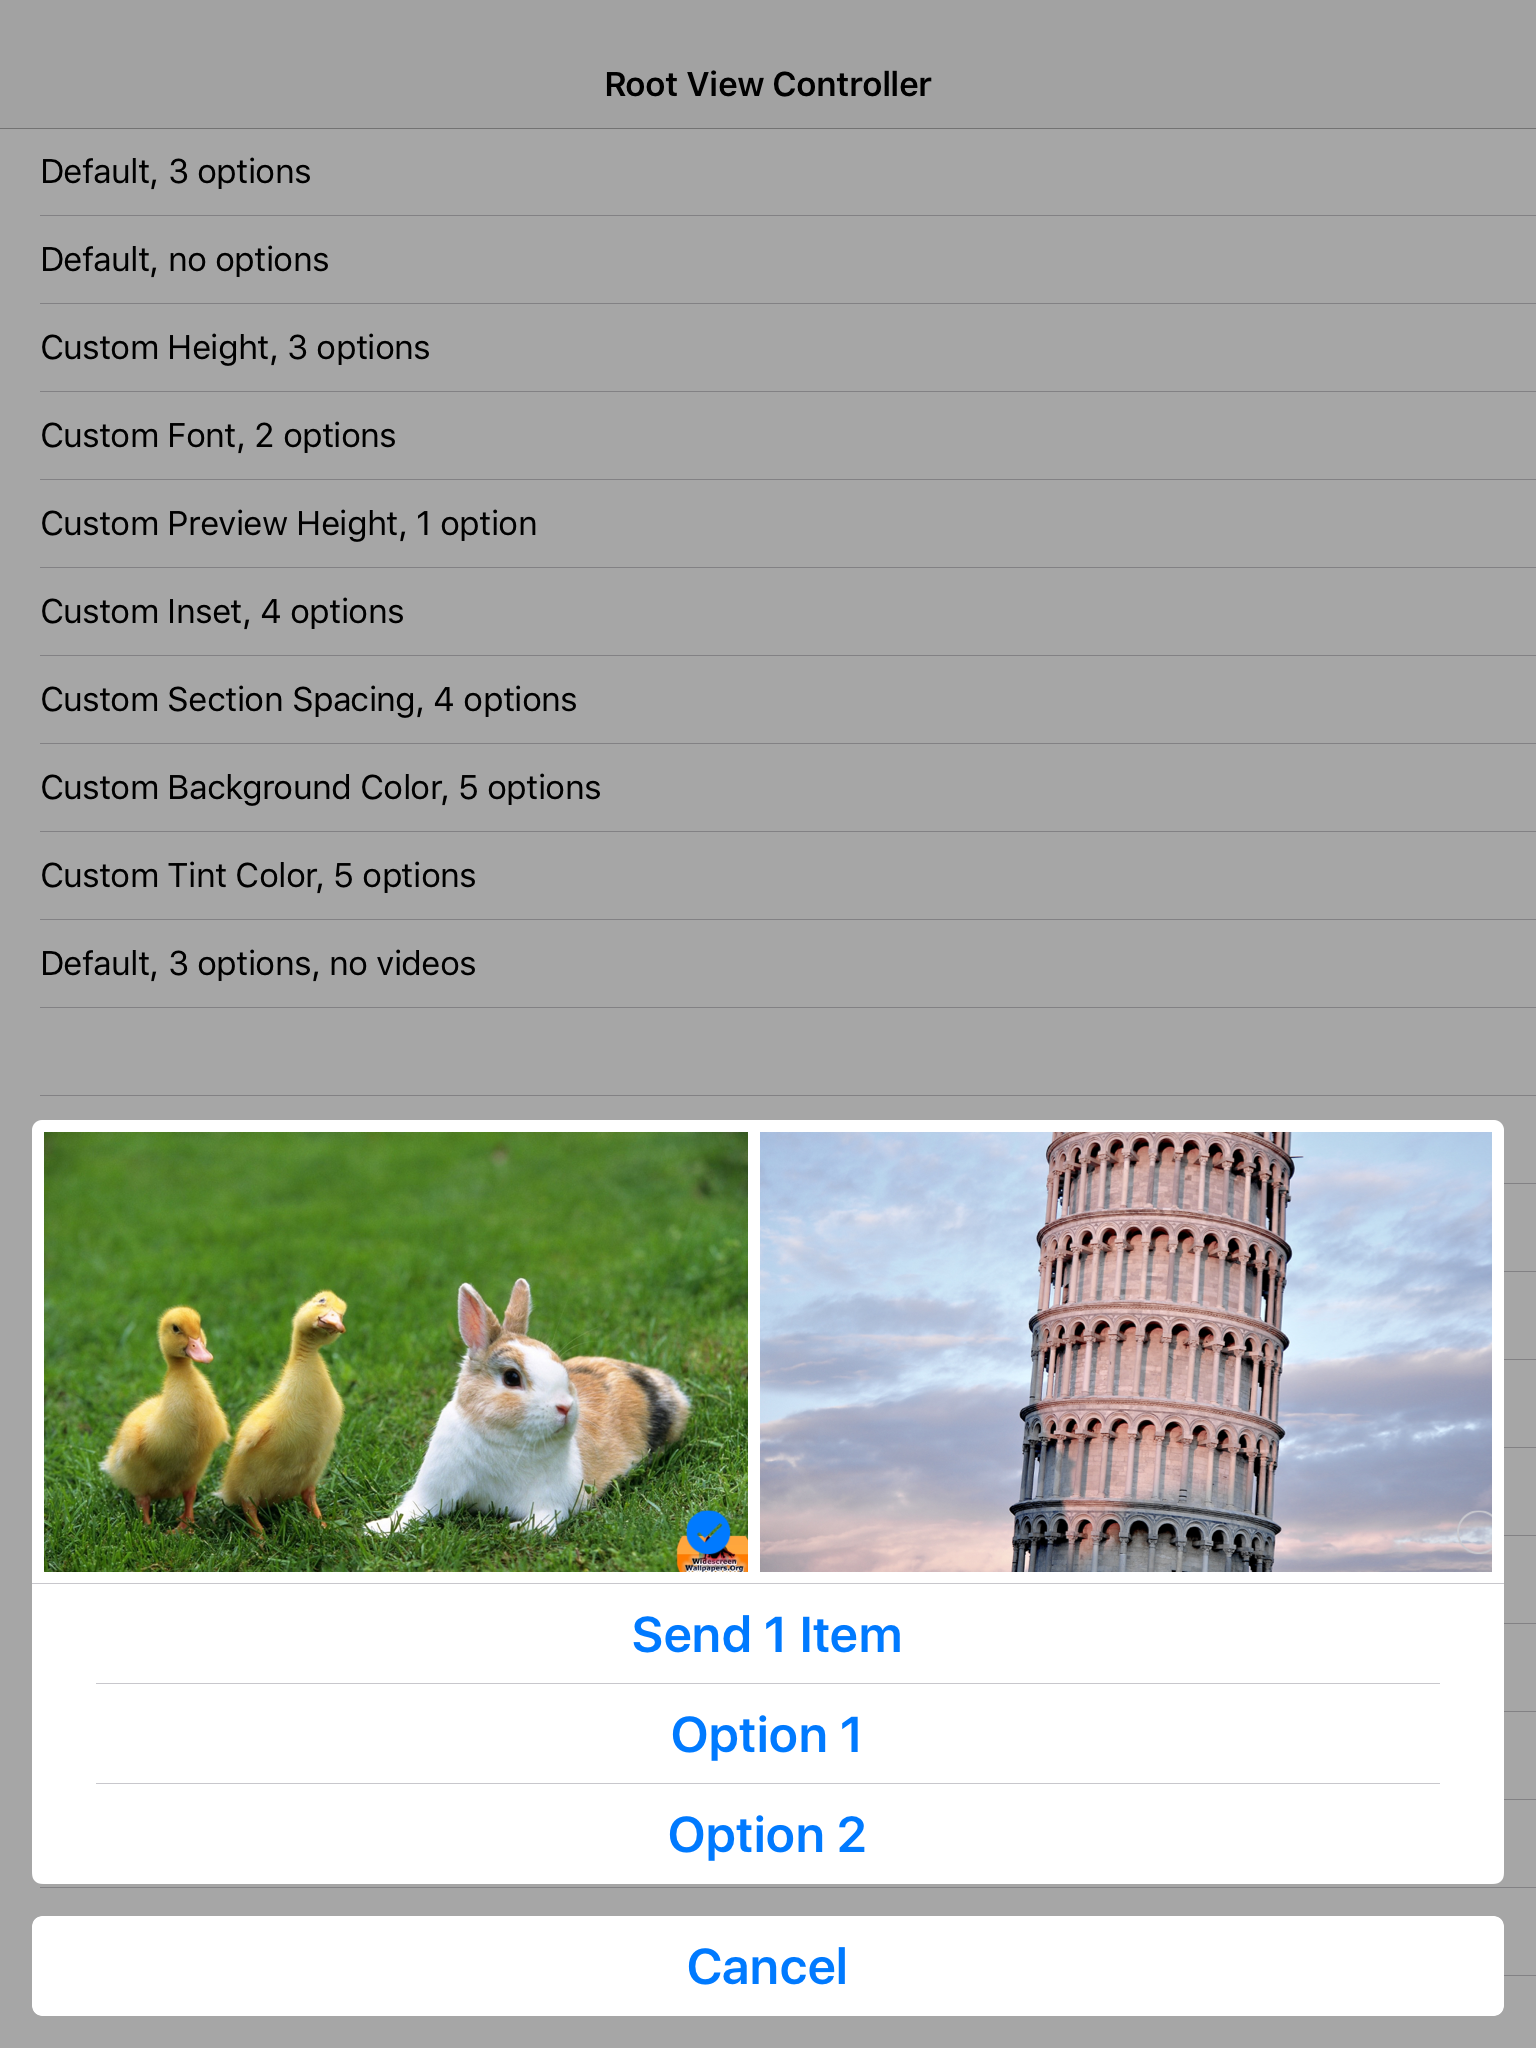 Root View Controller
Default, 3 options
Default, no options
Custom Height, 3 options
Custom Font, 2 options
Custom Preview Height, 1 option
Custom Inset, 4 options
Custom Section Spacing, 4 options
Custom Background Color, 5 options
Custom Tint Color, 5 options
Default, 3 options, no videos
Widescreen
Wallpapers.Org
Send 1 Item
Option 1
Option 2
Cancel